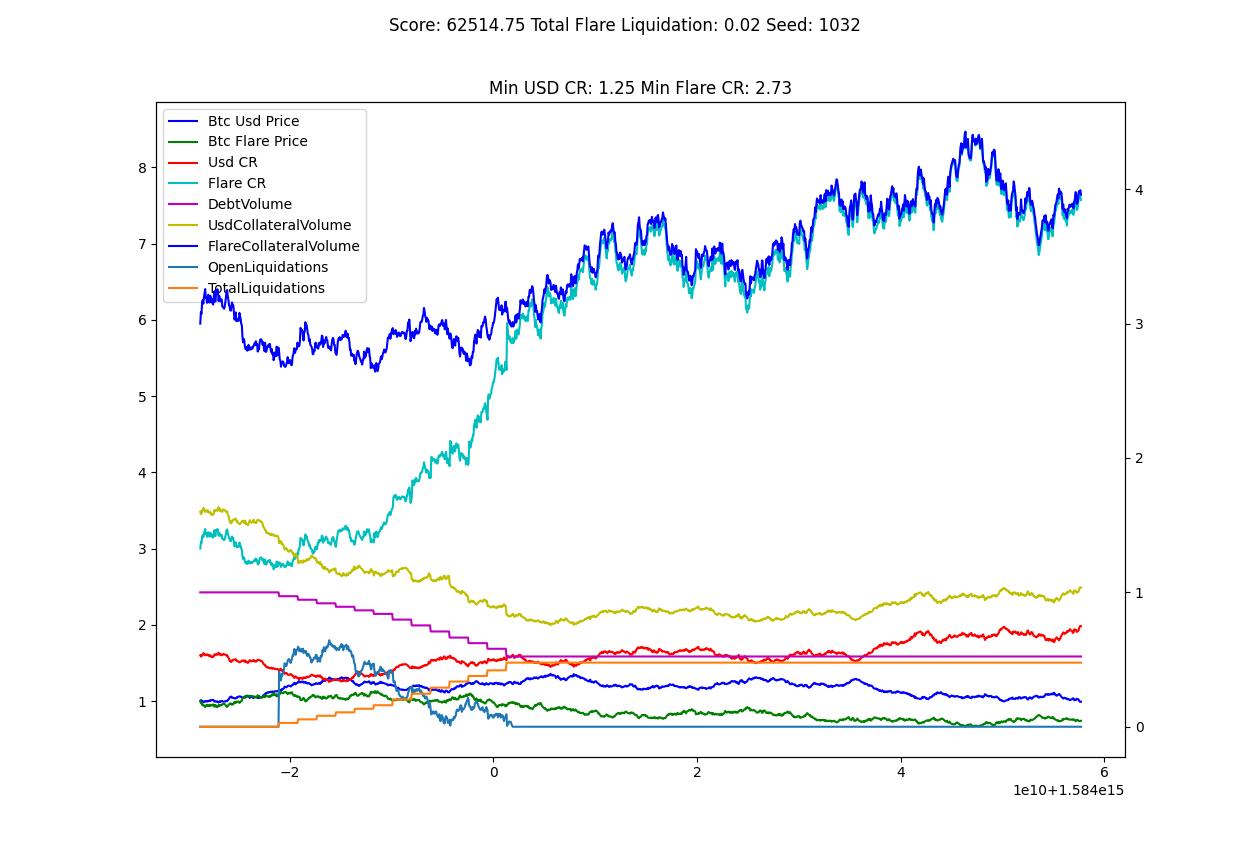 Score: 62514.75 Total Flare Liquidation: 0.02 Seed: 1032
Min USD CR: 1.25 Min Flare CR: 2.73
Btc Usd Price
Btc Flare Price
Usd CR
Flare CR
DebtVolume
UsdCollateralVolume
FlareCollateralVolume
OpenLiquidations
TotalLiquidations
8
7
6
5
4
3
2
1
4
3
2
1
0
−2
0
2
4
6
1e10+1.584e15